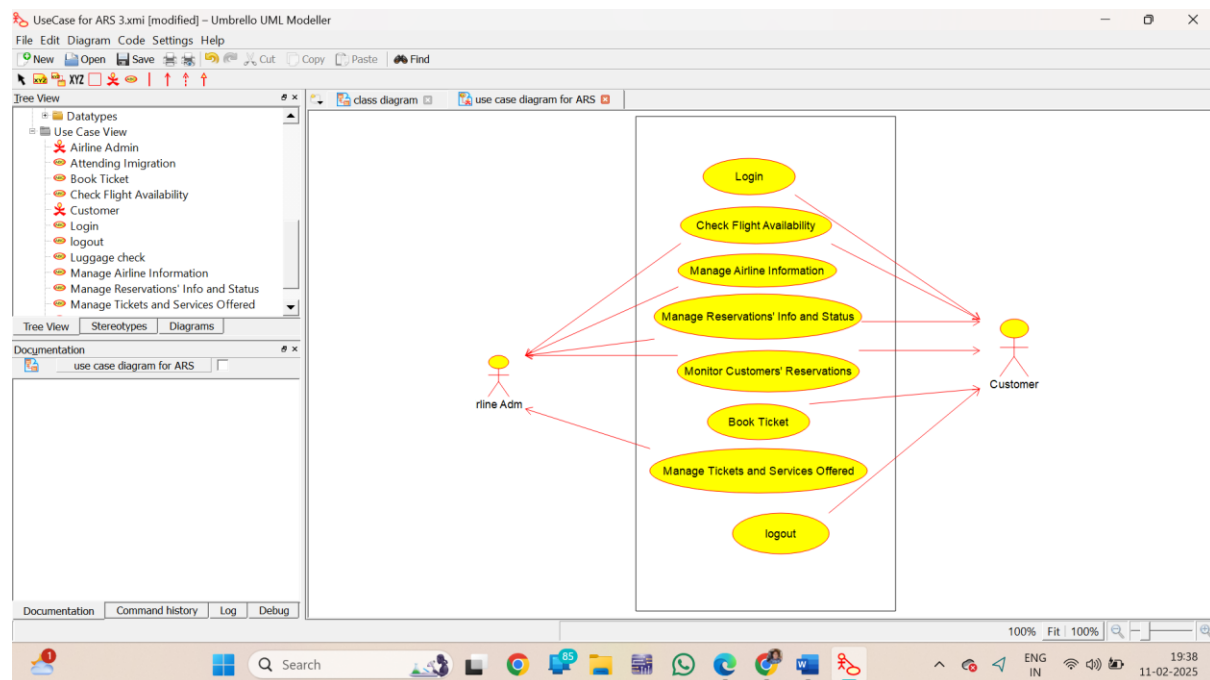 UseCase for ARS 3.xmi [modified] – Umbrello UML Modeller
File Edit Diagram Code Settings Help
New Open Save Cut Copy Paste Find
XYZ
Tree View
class diagram
use case diagram for ARS
Datatypes
Use Case View
Airline Admin
Attending Imigration
Book Ticket
Check Flight Availability
Customer
Login
logout
Luggage check
Manage Airline Information
Manage Reservations' Info and Status
Manage Tickets and Services Offered
Tree View Stereotypes Diagrams
Documentation
use case diagram for ARS
Login
Check Flight Availability
Manage Airline Information
Manage Reservations' Info and Status
Monitor Customers' Reservations
Book Ticket
Manage Tickets and Services Offered
logout
rline Adm
Customer
Documentation Command history Log Debug
100% Fit 100%
1
Search
85
ENG
IN
19:38
11-02-2025